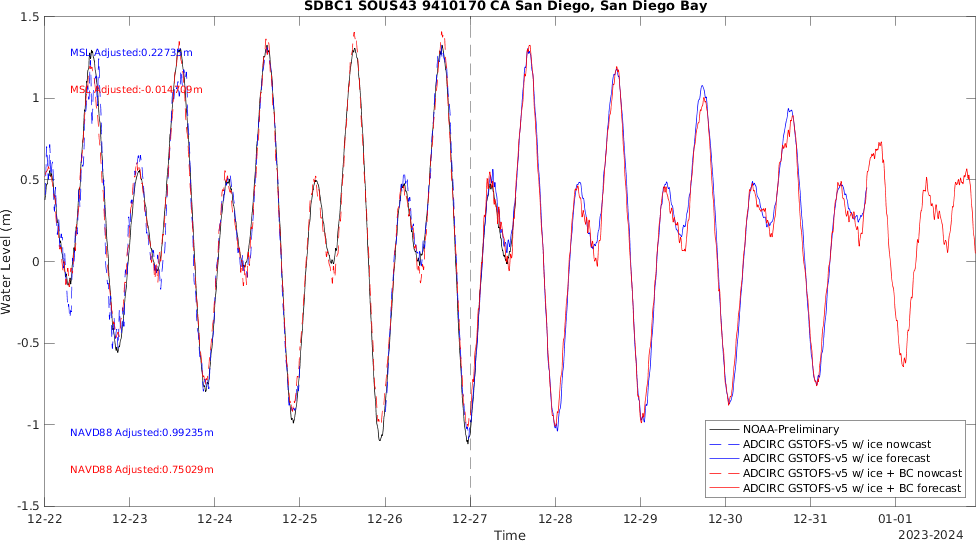 SDBC1 SOUS43 9410170 CA San Diego, San Diego Bay
1.5
MSL Adjusted:0.22735m
1
MSL Adjusted:-0.014709m
0.5
0
-0.5
-1
-1.5
Water Level (m)
NAVD88 Adjusted:0.99235m
NAVD88 Adjusted:0.75029m
NOAA-Preliminary
ADCIRC GSTOFS-v5 w/ ice nowcast
ADCIRC GSTOFS-v5 w/ ice forecast
ADCIRC GSTOFS-v5 w/ ice + BC nowcast
ADCIRC GSTOFS-v5 w/ ice + BC forecast
12-22 12-23 12-24 12-25 12-26 12-27 12-28 12-29 12-30 12-31 01-01
Time
2023-2024